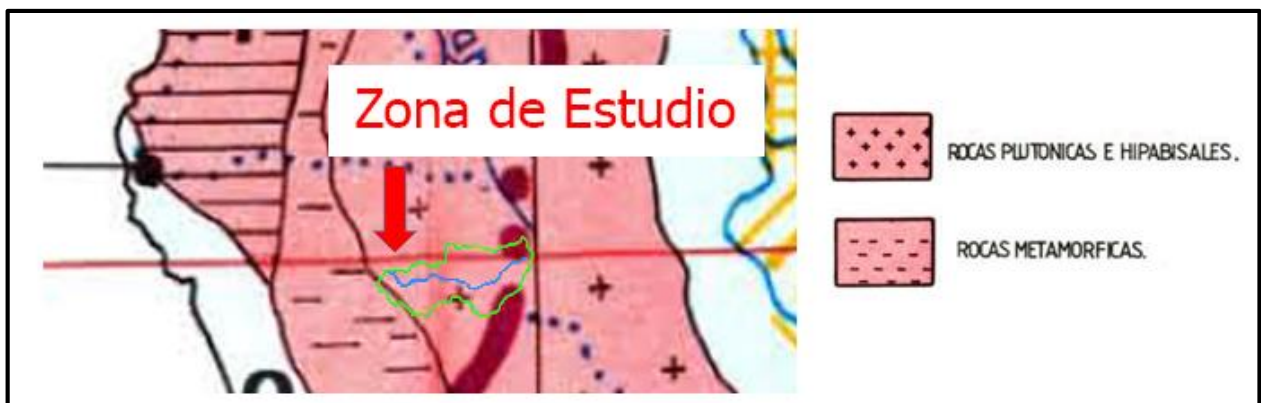 Zona de Estudio
ROCAS PLUTONICAS E HIPABISALES.
ROCAS METAMORFICAS.